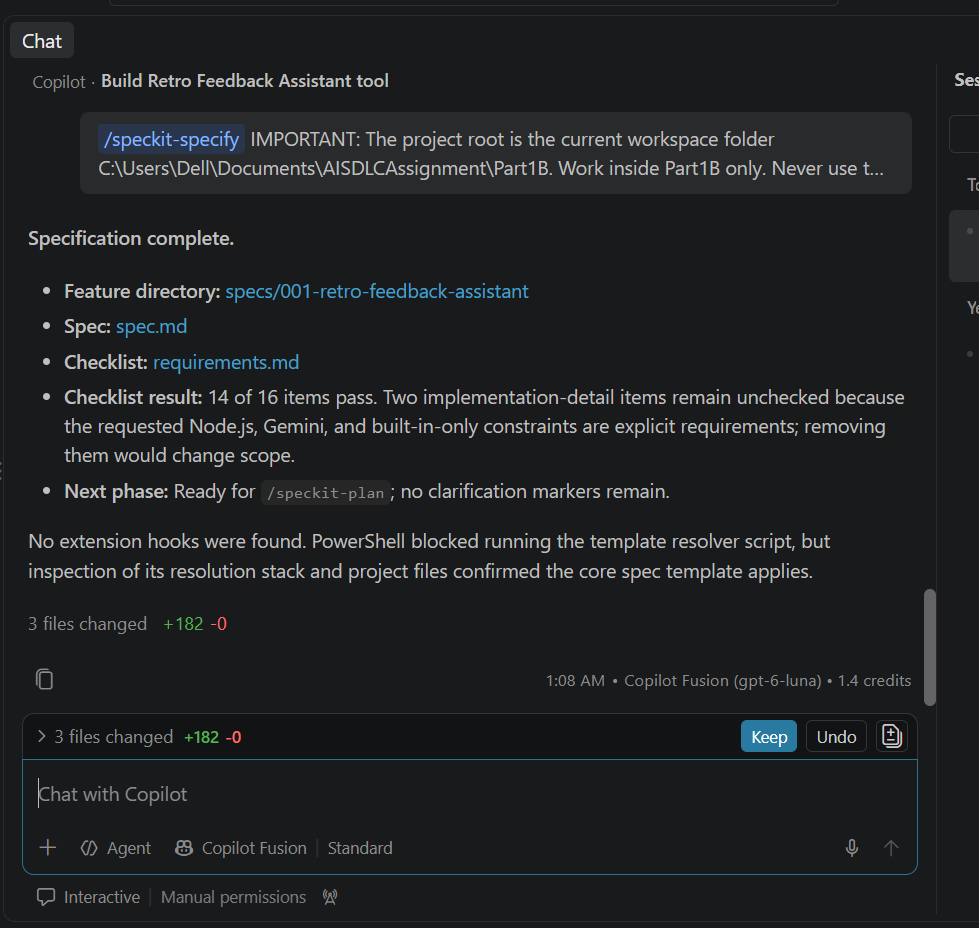 Chat
Copilot · Build Retro Feedback Assistant tool
Ses
/speckit-specify IMPORTANT: The project root is the current workspace folder
C:\Users\Dell\Documents\AISDLCAssignment\Part1B. Work inside Part1B only. Never use t...
To
Specification complete.
Feature directory: specs/001-retro-feedback-assistant
Ye
Spec: spec.md
Checklist: requirements.md
Checklist result: 14 of 16 items pass. Two implementation-detail items remain unchecked because
the requested Node.js, Gemini, and built-in-only constraints are explicit requirements; removing
them would change scope.
Next phase: Ready for /speckit-plan; no clarification markers remain.
No extension hooks were found. PowerShell blocked running the template resolver script, but
inspection of its resolution stack and project files confirmed the core spec template applies.
3 files changed +182 -0
1:08 AM • Copilot Fusion (gpt-6-luna) • 1.4 credits
3 files changed +182 -0 Keep Undo
Chat with Copilot
Agent Copilot Fusion Standard
Interactive Manual permissions